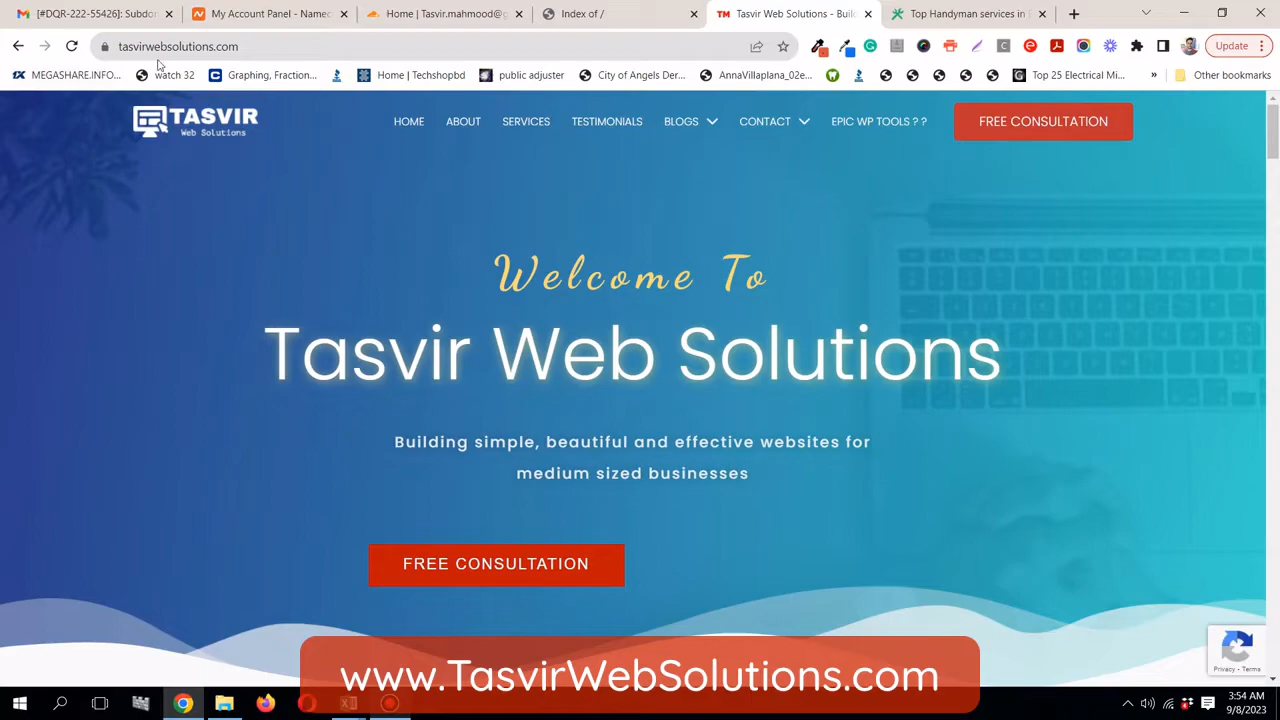 [#DQR-222-55426]: Subdom
My Account Panel - Namec
Home | Tasvir.mahmood@g
Index of /
Tasvir Web Solutions - Build
Top Handyman services in E
tasvirwebsolutions.com
Update
MEGASHARE.INFO...
watch 32
Graphing, Fraction...
Home | Techshopbd
public adjuster
City of Angels Der...
AnnaVillaplana_02e...
Top 25 Electrical Mi...
»
Other bookmarks
TASVIR
Web Solutions
HOME
ABOUT
SERVICES
TESTIMONIALS
BLOGS
CONTACT
EPIC WP TOOLS ? ?
FREE CONSULTATION
Welcome To
Tasvir Web Solutions
Building simple, beautiful and effective websites for
medium sized businesses
FREE CONSULTATION
Privacy - Terms
www.TasvirWebSolutions.com
3:54 AM
9/8/2023